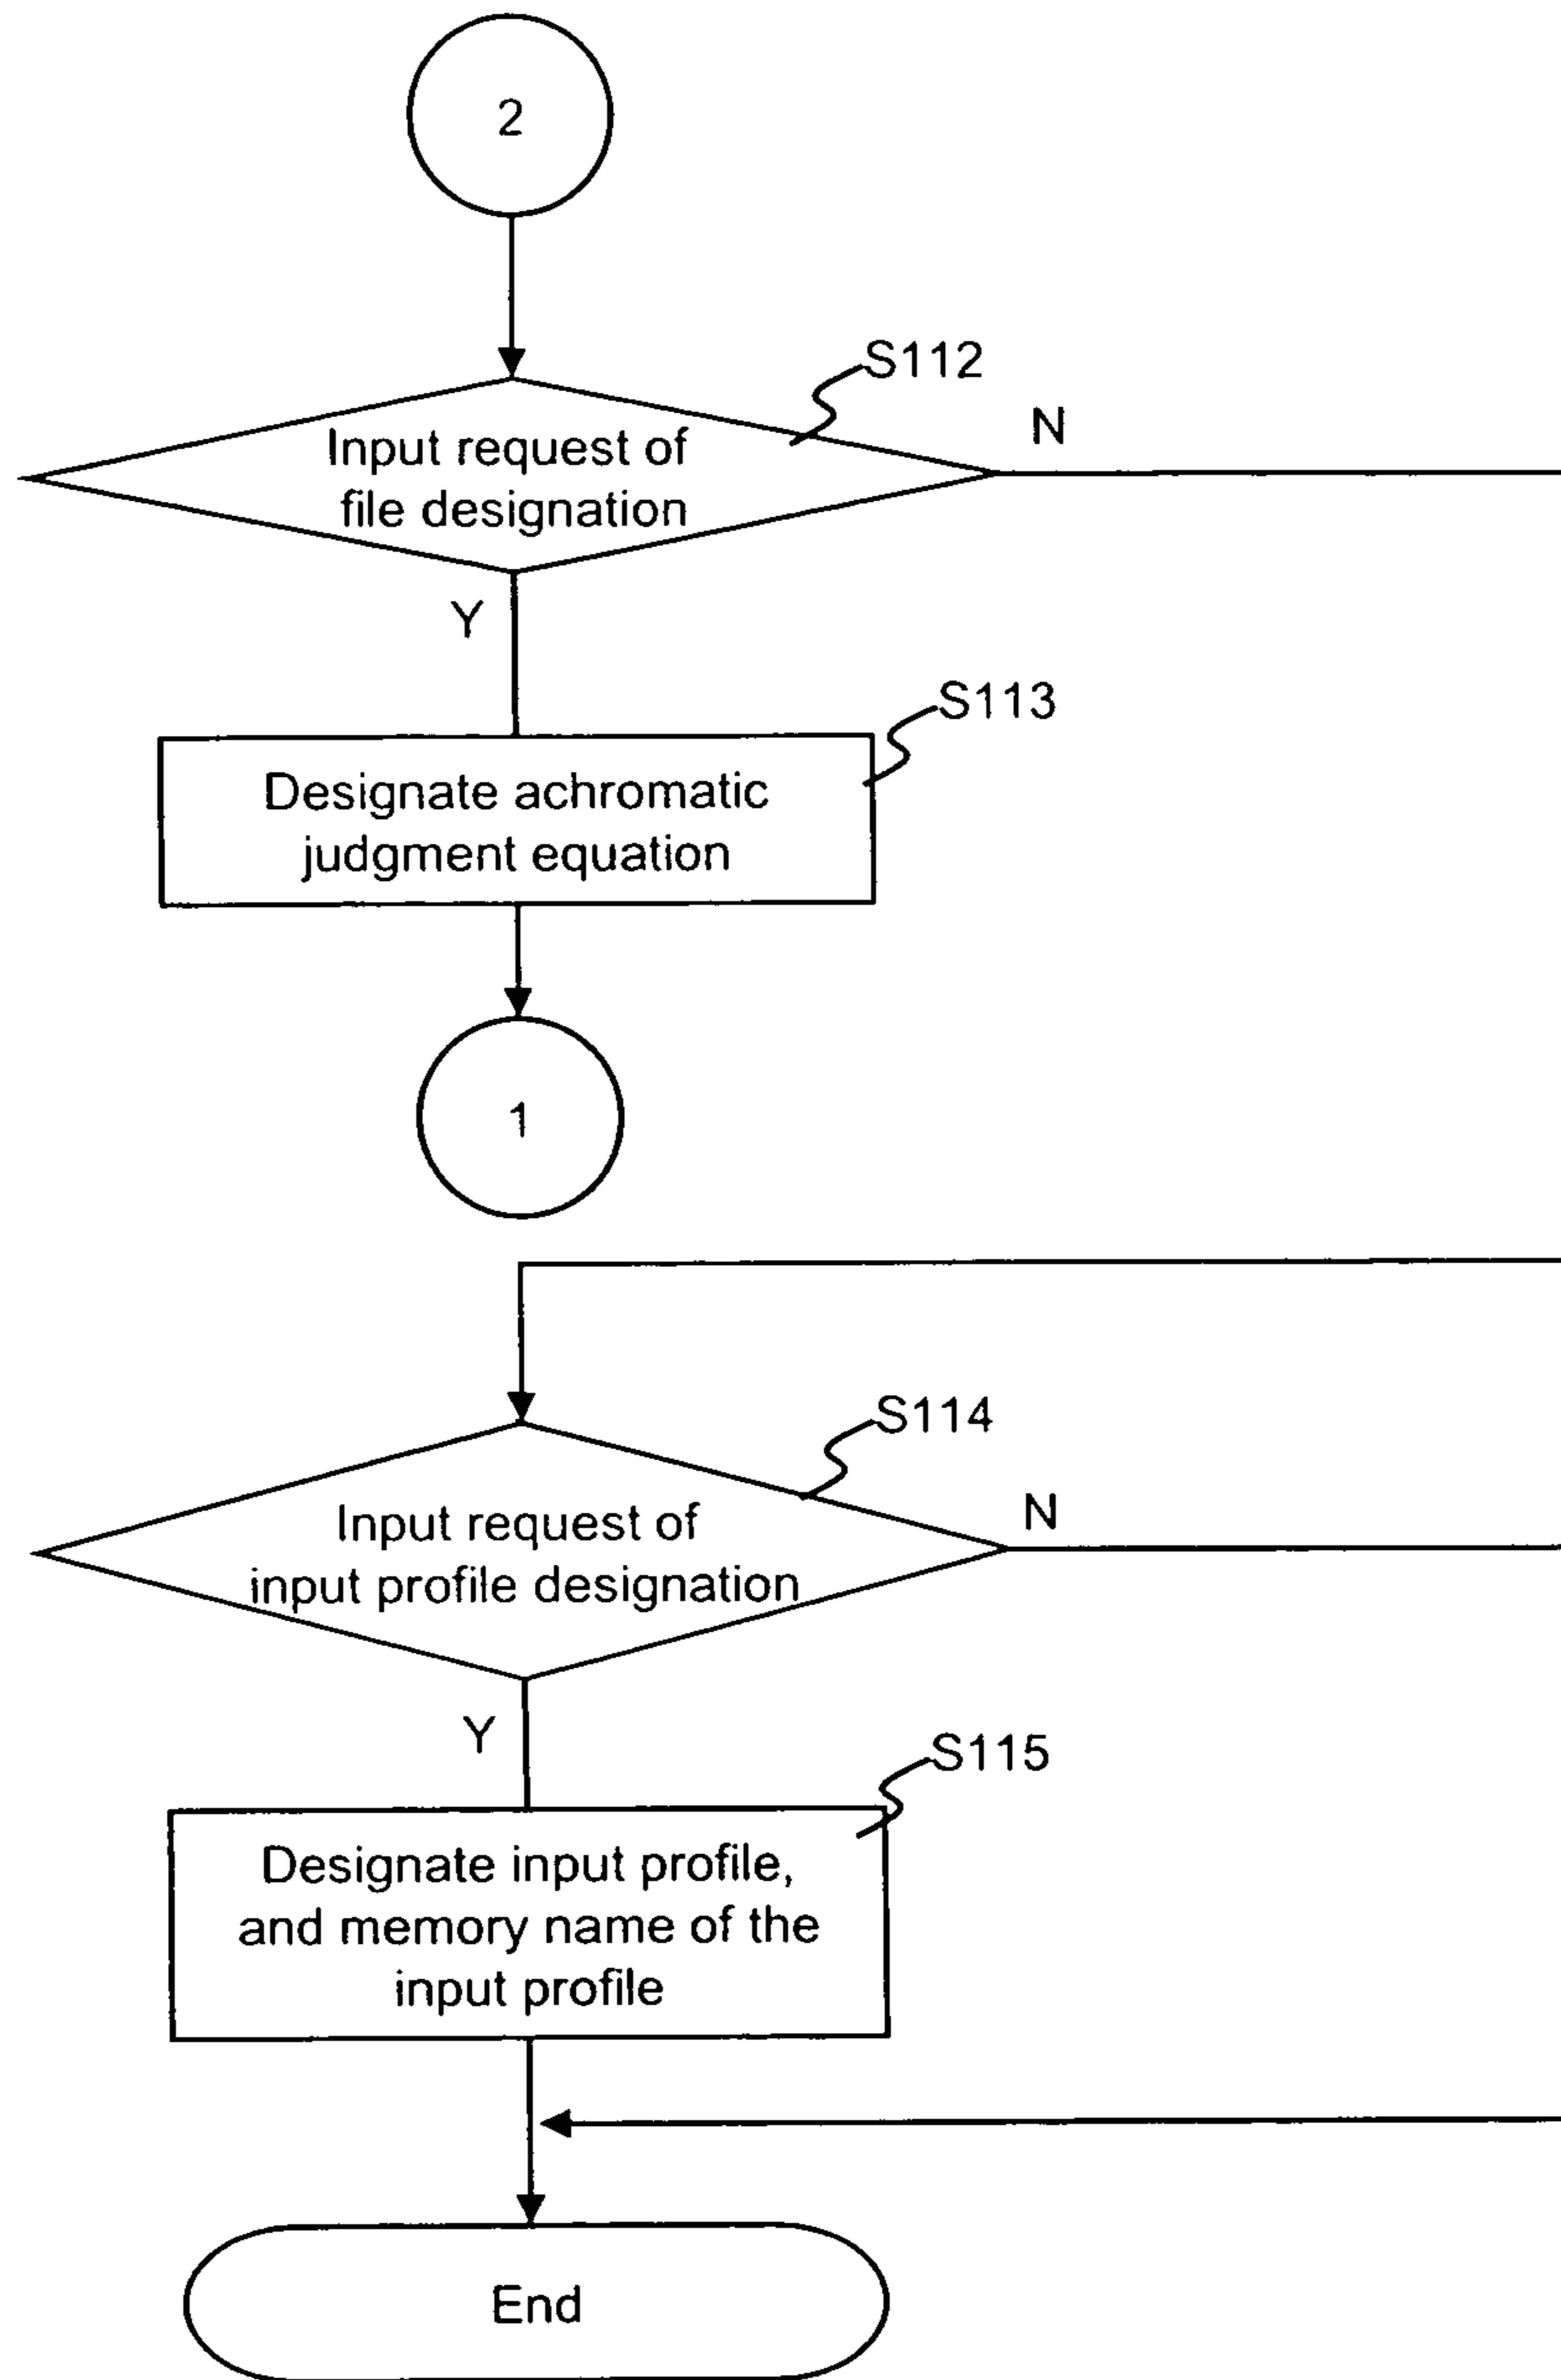 2
S112
Input request of
file designation
N
Y
S113
Designate achromatic
judgment equation
1
S114
Input request of
input profile designation
N
Y
S115
Designate input profile,
and memory name of the
input profile
End